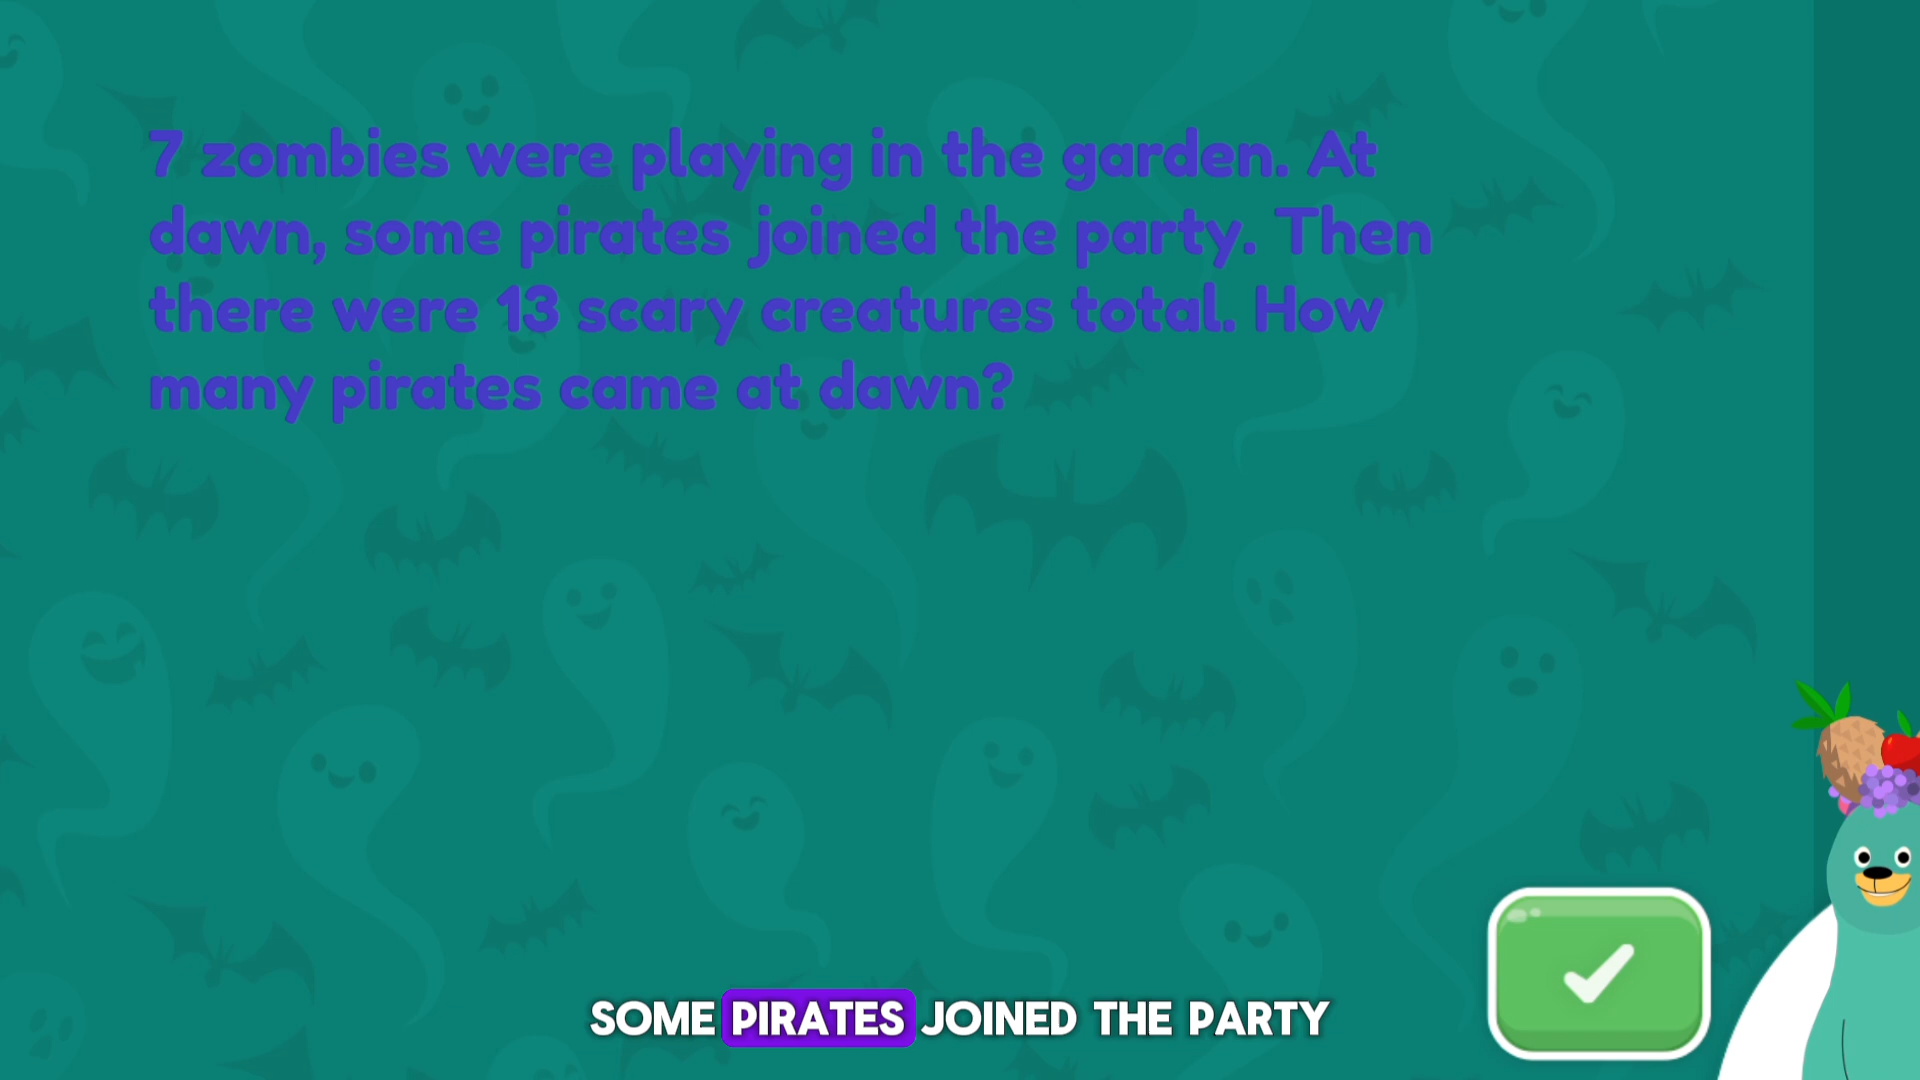 7 zombies were playing in the garden. At
dawn, some pirates joined the party. Then
there were 13 scary creatures total. How
many pirates came at dawn?
SOME PIRATES JOINED THE PARTY